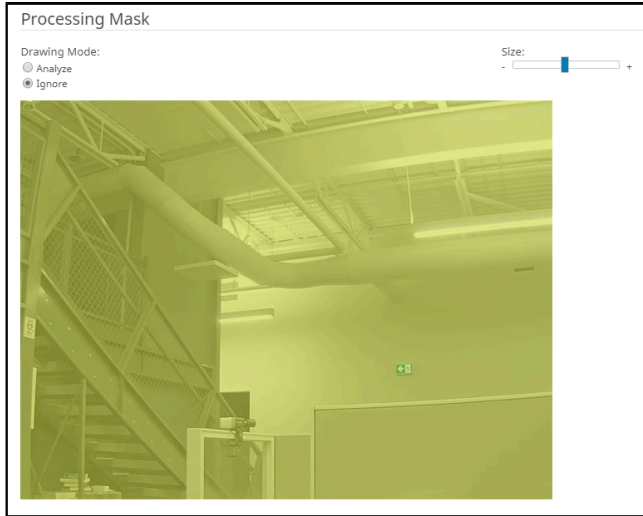 Processing Mask
Drawing Mode:
Analyze
Ignore
Size:
- +